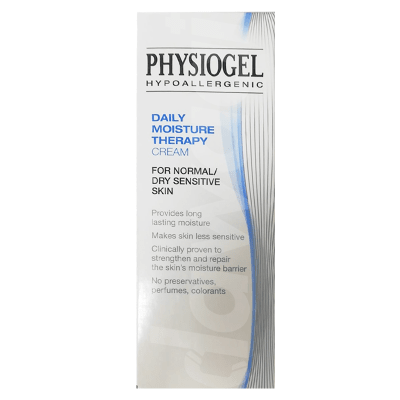 PHYSIOGEL
HYPOALLERGENIC
DAILY
MOISTURE
THERAPY
CREAM
FOR NORMAL/
DRY SENSITIVE
SKIN
Provides long
lasting moisture
Makes skin less sensitive
Clinically proven to
strengthen and repair
the skin's moisture barrier
No preservatives,
perfumes, colorants